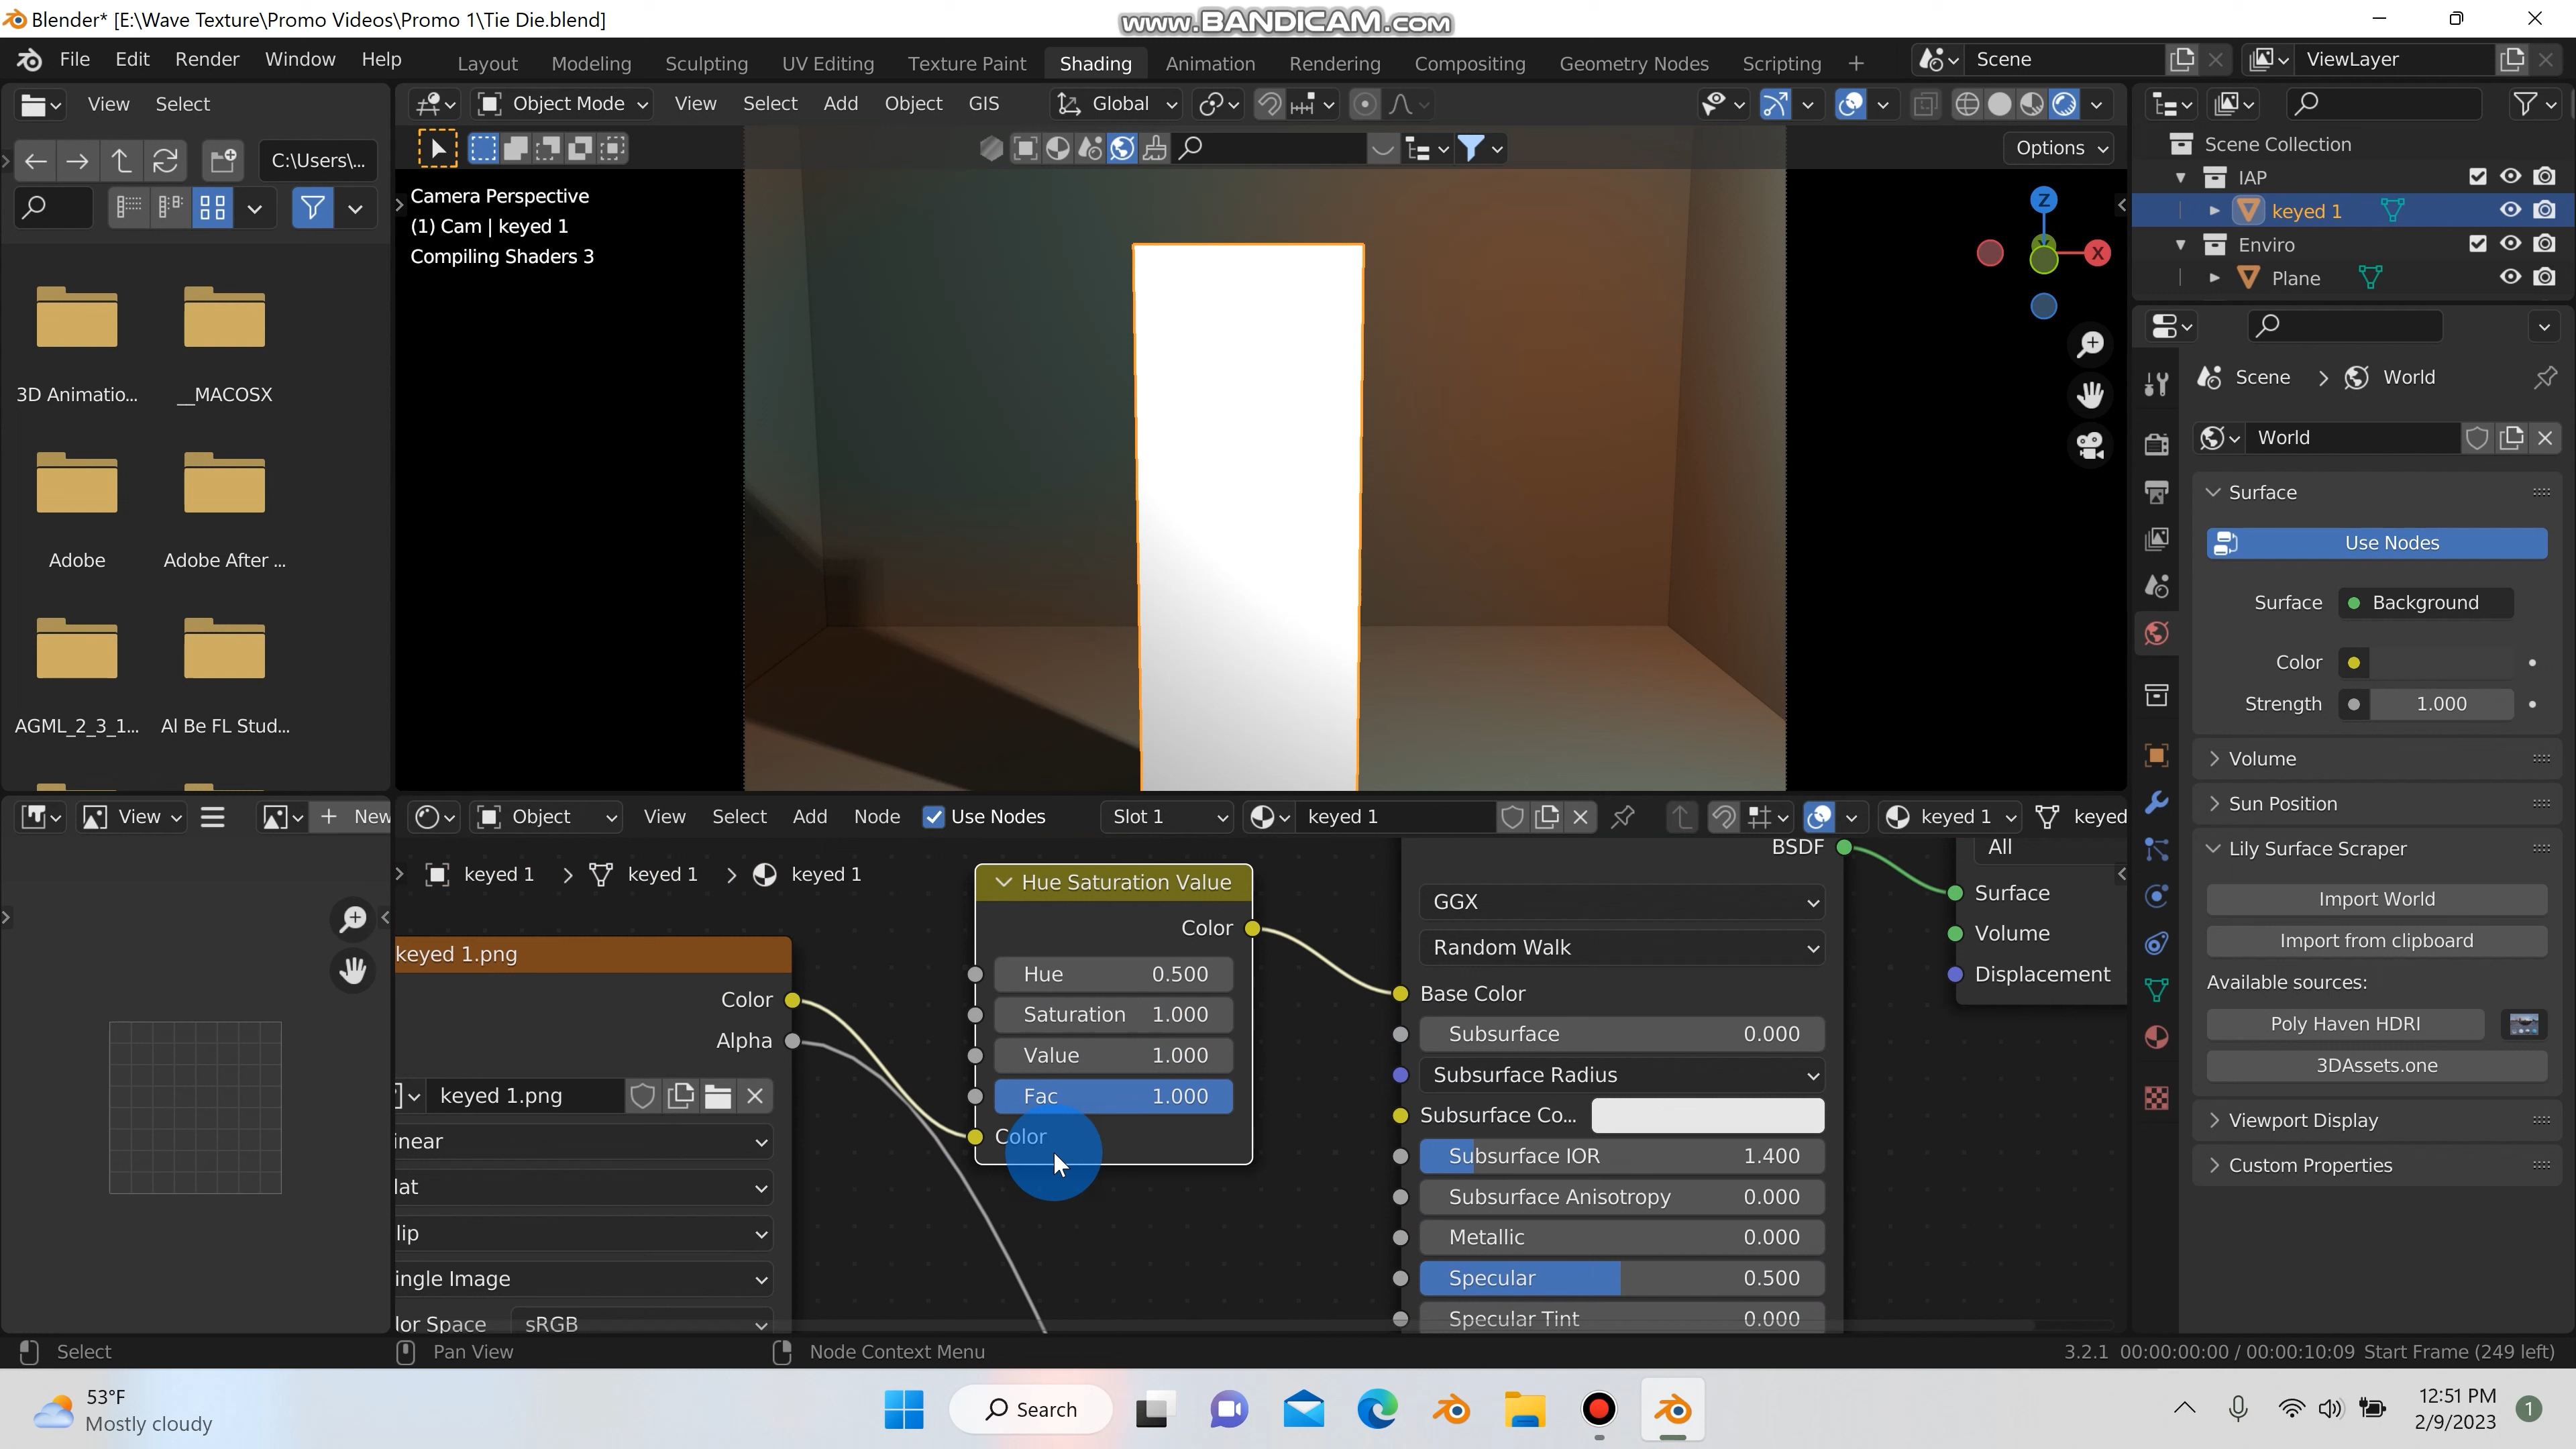 Blender* [E:\Wave Texture\Promo Videos\Promo 1\Tie Die.blend]
www.BANDICAM.com
File Edit Render Window Help
Layout Modeling Sculpting UV Editing Texture Paint Shading Animation Rendering Compositing Geometry Nodes Scripting +
Scene
ViewLayer
View Select
Object Mode View Select Add Object GIS
Global
C:\Users\...
Options
Camera Perspective
(1) Cam | keyed 1
Compiling Shaders 3
Z
X
Scene Collection
IAP
keyed 1
Enviro
Plane
3D Animatio...
__MACOSX
Adobe
Adobe After ...
AGML_2_3_1...
Al Be FL Stud...
Scene > World
World
Surface
Use Nodes
Surface Background
Color
Strength 1.000
Volume
Sun Position
Lily Surface Scraper
Import World
Import from clipboard
Available sources:
Poly Haven HDRI
3DAssets.one
Viewport Display
Custom Properties
View
+ New
Object View Select Add Node Use Nodes
Slot 1
keyed 1
keyed 1
keyed
keyed 1 > keyed 1 > keyed 1
keyed 1.png
Color
Alpha
keyed 1.png
inear
lat
lip
ingle Image
lor Space sRGB
Hue Saturation Value
Color
Hue 0.500
Saturation 1.000
Value 1.000
Fac 1.000
Color
BSDF
GGX
Random Walk
Base Color
Subsurface 0.000
Subsurface Radius
Subsurface Co...
Subsurface IOR 1.400
Subsurface Anisotropy 0.000
Metallic 0.000
Specular 0.500
Specular Tint 0.000
All
Surface
Volume
Displacement
Select
Pan View
Node Context Menu
3.2.1 00:00:00:00 / 00:00:10:09 Start Frame (249 left)
53°F
Mostly cloudy
Search
12:51 PM
2/9/2023
1